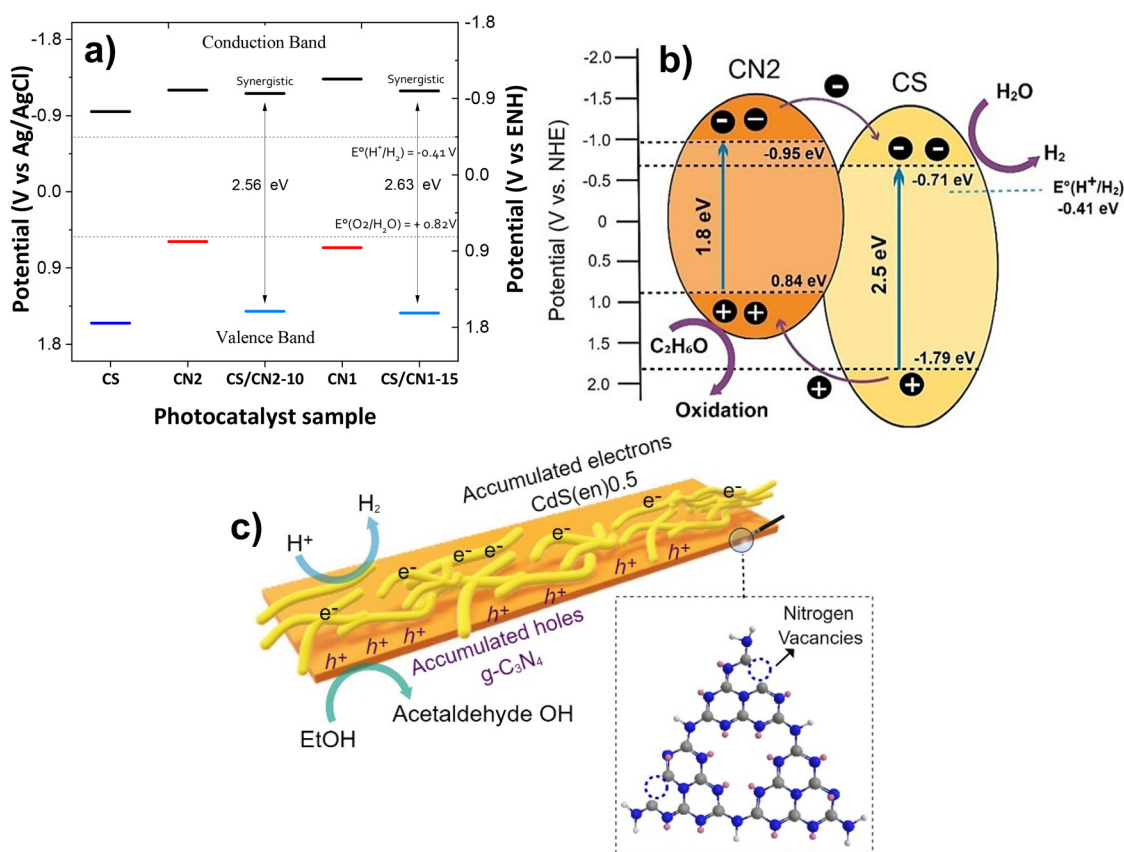 a)
Potential (V vs Ag/AgCl)
-1.8
-0.9
0.0
0.9
1.8
Conduction Band
Synergistic
Synergistic
E°(H⁺/H₂) = -0.41 V
2.56 eV
2.63 eV
E°(O2/H₂O) = + 0.82V
Valence Band
CS
CN2
CS/CN2-10
CN1
CS/CN1-15
Photocatalyst sample
-1.8
-0.9
0.0
0.9
1.8
Potential (V vs ENH)
b)
Potential (V vs. NHE)
-2.0
-1.5
-1.0
-0.5
0
0.5
1.0
1.5
2.0
CN2
CS
-
- -
- -
H₂O
H₂
-0.95 eV
-0.71 eV
E°(H⁺/H₂)
-0.41 eV
1.8 eV
2.5 eV
0.84 eV
+ +
C₂H₆O
-1.79 eV
+
+
Oxidation
c)
Accumulated electrons
CdS(en)0.5
H₂
H⁺
e⁻
e⁻
e⁻ e⁻
e⁻
e⁻
e⁻
h⁺
h⁺
h⁺
h⁺
h⁺
h⁺
h⁺
Accumulated holes
g-C₃N₄
EtOH
Acetaldehyde OH
Nitrogen
Vacancies